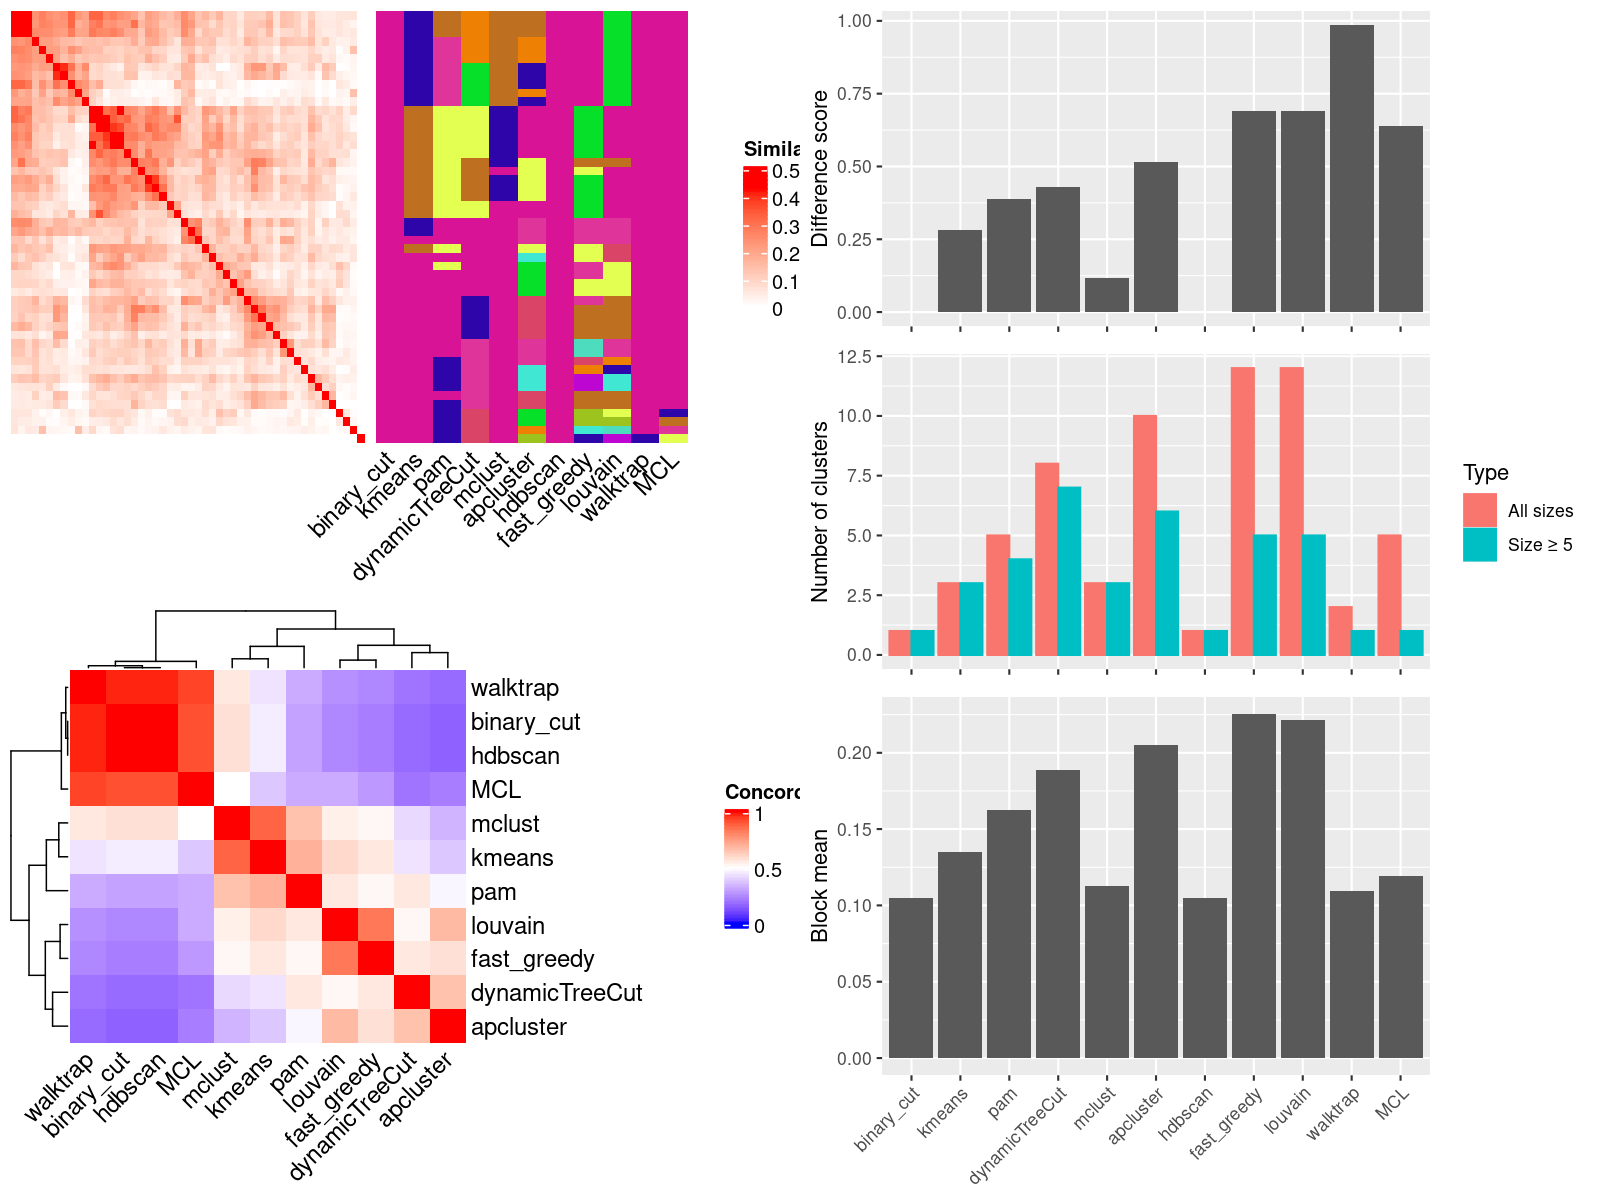 Simila
0.5
0.4
0.3
0.2
0.1
0
binary_cut
kmeans
pam
dynamicTreeCut
mclust
apcluster
hdbscan
fast_greedy
louvain
walktrap
MCL
walktrap
binary_cut
hdbscan
MCL
mclust
kmeans
pam
louvain
fast_greedy
dynamicTreeCut
apcluster
walktrap
binary_cut
hdbscan
MCL
mclust
kmeans
pam
louvain
fast_greedy
dynamicTreeCut
apcluster
Concord
1
0.5
0
Difference score
1.00
0.75
0.50
0.25
0.00
Number of clusters
12.5
10.0
7.5
5.0
2.5
0.0
Type
All sizes
Size ≥ 5
Block mean
0.20
0.15
0.10
0.05
0.00
binary_cut
kmeans
pam
dynamicTreeCut
mclust
apcluster
hdbscan
fast_greedy
louvain
walktrap
MCL